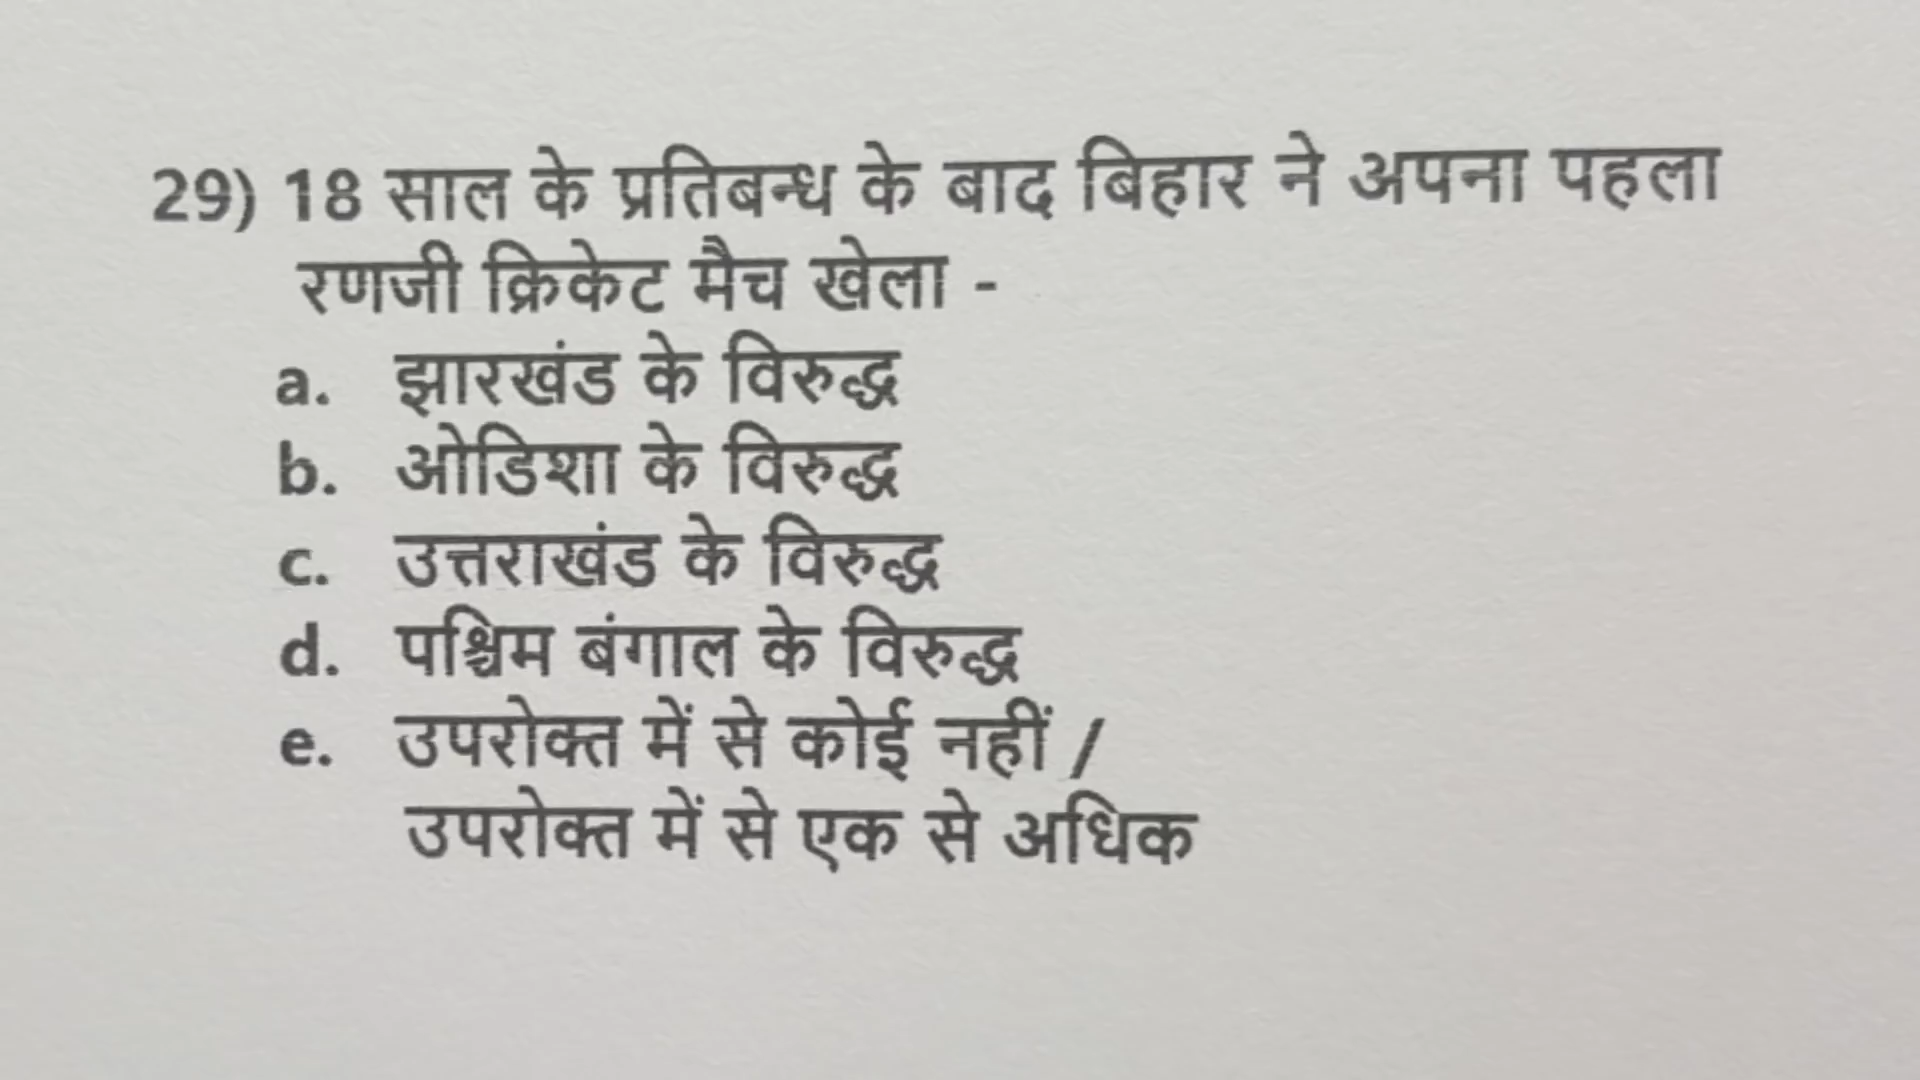 29) 18 साल के प्रतिबन्ध के बाद बिहार ने अपना पहला
रणजी क्रिकेट मैच खेला -
a. झारखंड के विरुद्ध
b. ओडिशा के विरुद्ध
c. उत्तराखंड के विरुद्ध
d. पश्चिम बंगाल के विरुद्ध
e. उपरोक्त में से कोई नहीं /
उपरोक्त में से एक से अधिक